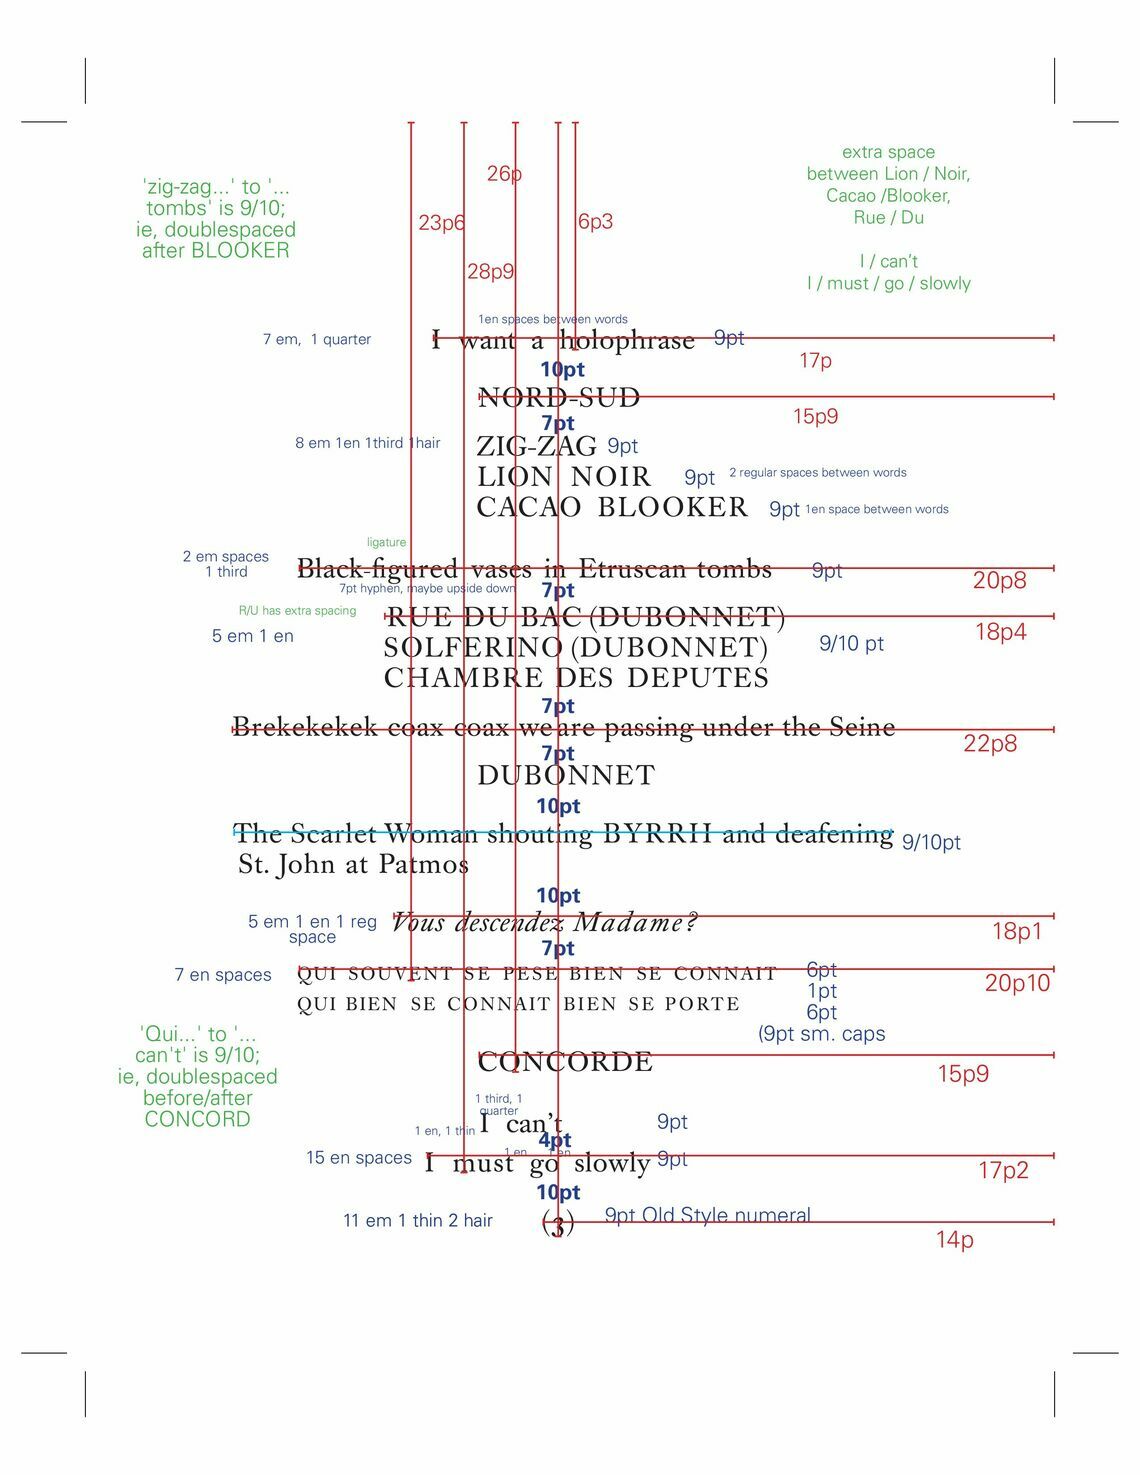 26p
extra space
between Lion / Noir,
Cacao /Blooker,
Rue / Du
I / can't
I / must / go / slowly
'zig-zag...' to '...
tombs' is 9/10;
ie, doublespaced
after BLOOKER
23p6
6p3
28p9
1en spaces between words
7 em, 1 quarter
I want a holophrase
9pt
17p
10pt
NORD-SUD
15p9
7pt
8 em 1en 1third 1hair
ZIG-ZAG
9pt
LION NOIR
9pt
2 regular spaces between words
CACAO BLOOKER
9pt
1en space between words
ligature
2 em spaces
1 third
Black-figured vases in Etruscan tombs
9pt
20p8
7pt hyphen, maybe upside down
7pt
R/U has extra spacing
RUE DU BAC (DUBONNET)
18p4
5 em 1 en
SOLFERINO (DUBONNET)
9/10 pt
CHAMBRE DES DEPUTES
7pt
Brekekekek coax coax we are passing under the Seine
22p8
7pt
DUBONNET
10pt
The Scarlet Woman shouting BYRRH and deafening
9/10pt
St. John at Patmos
10pt
5 em 1 en 1 reg
space
Vous descendez Madame?
18p1
7pt
7 en spaces
QUI SOUVENT SE PESE BIEN SE CONNAIT
6pt
20p10
1pt
QUI BIEN SE CONNAIT BIEN SE PORTE
6pt
(9pt sm. caps
'Qui...' to '...
can't' is 9/10;
ie, doublespaced
before/after
CONCORD
CONCORDE
15p9
1 third, 1
quarter
I can't
9pt
1 en, 1 thin
4pt
1 en
1 en
15 en spaces
I must go slowly
9pt
17p2
10pt
11 em 1 thin 2 hair
(3)
9pt Old Style numeral
14p